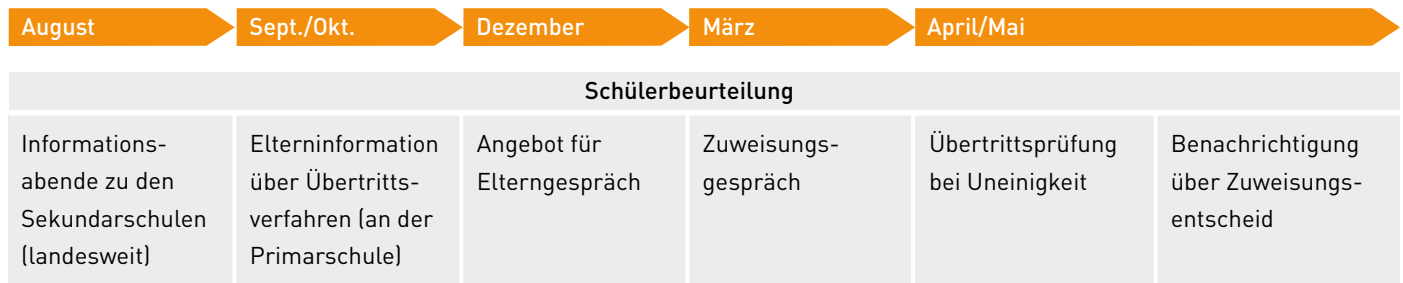 August
Sept./Okt.
Dezember
März
April/Mai
Schülerbeurteilung
Informations-
abende zu den
Sekundarschulen
(landesweit)
Elterninformation
über Übertritts-
verfahren (an der
Primarschule)
Angebot für
Elterngespräch
Zuweisungs-
gespräch
Übertrittsprüfung
bei Uneinigkeit
Benachrichtigung
über Zuweisungs-
entscheid